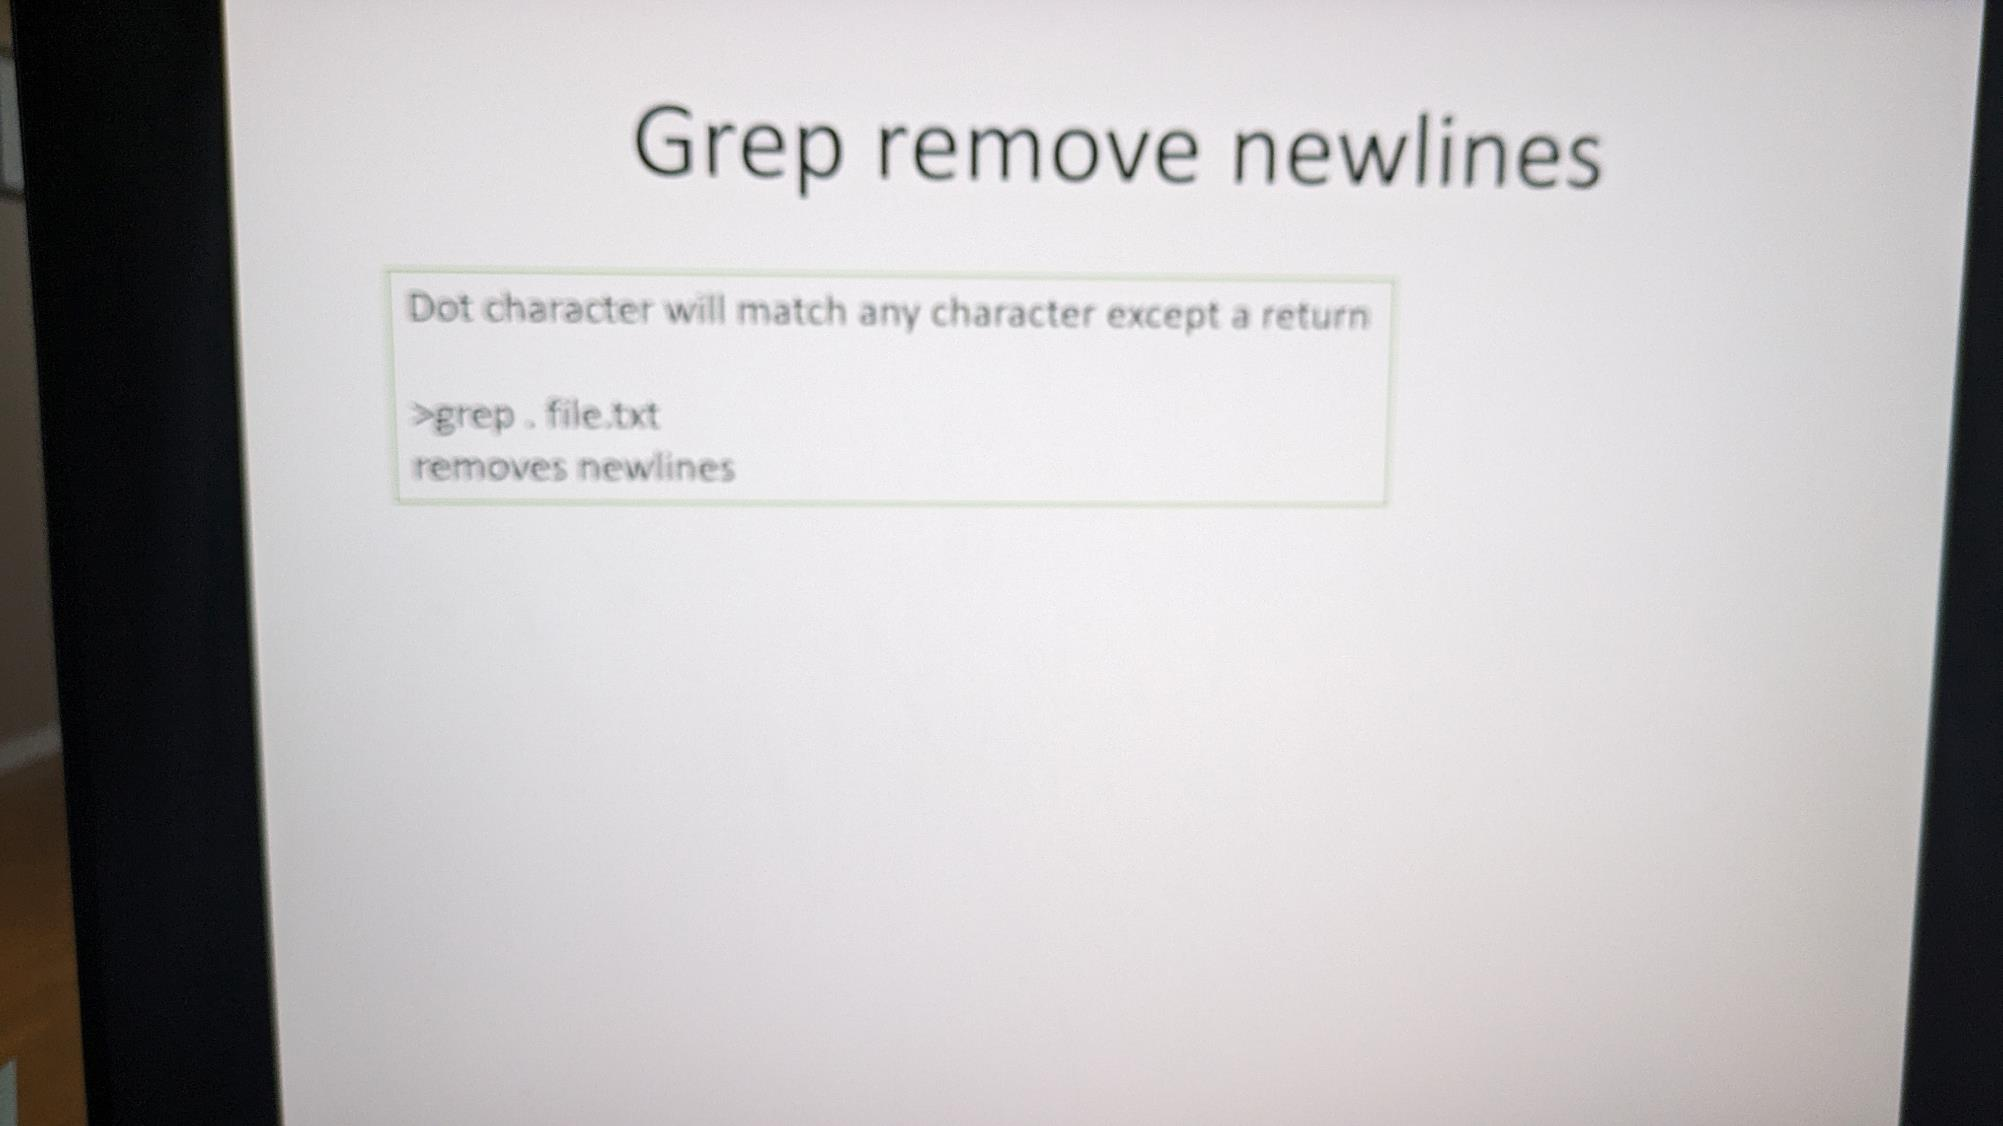 Grep remove newlines
Dot character will match any character except a return
>grep . file.txt
removes newlines